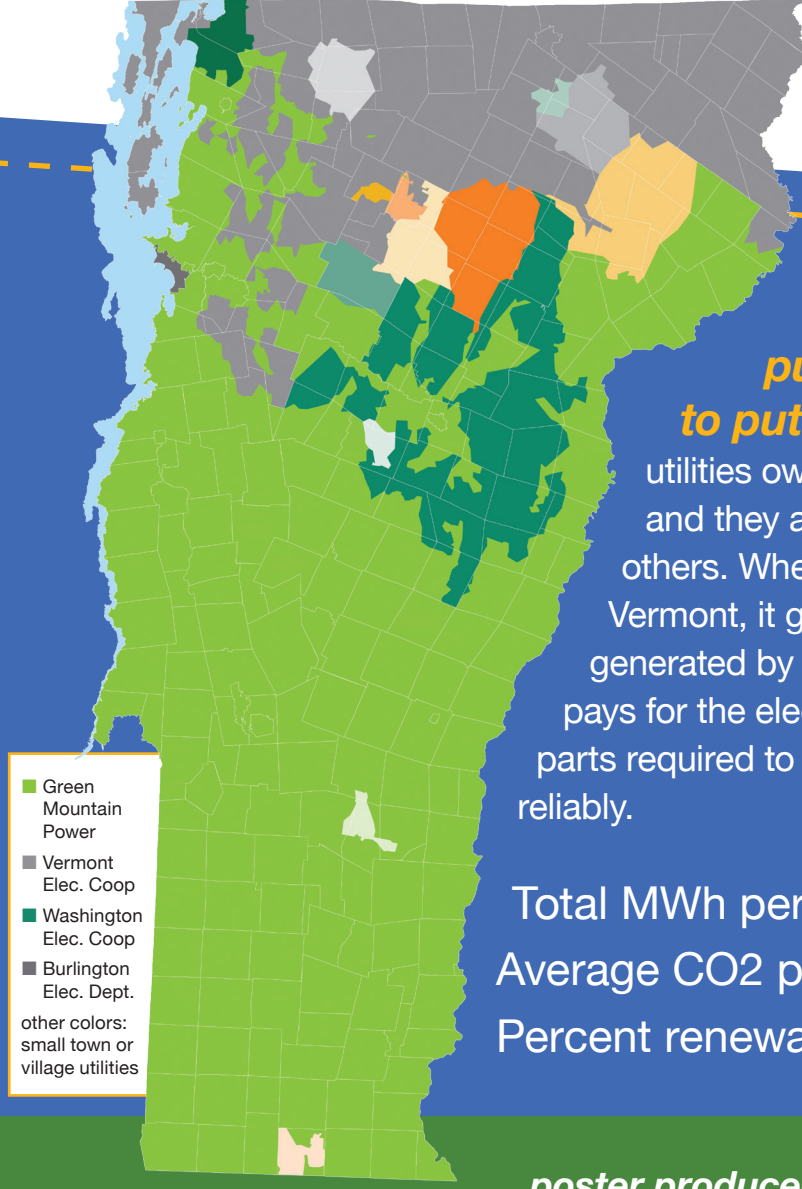 pu
to put
utilities ow
and they a
others. Whe
Vermont, it g
generated by
pays for the elec
parts required to
reliably.
Green
Mountain
Power
Vermont
Elec. Coop
Washington
Elec. Coop
Burlington
Elec. Dept.
other colors:
small town or
village utilities
Total MWh per
Average CO2 p
Percent renewa
poster produce